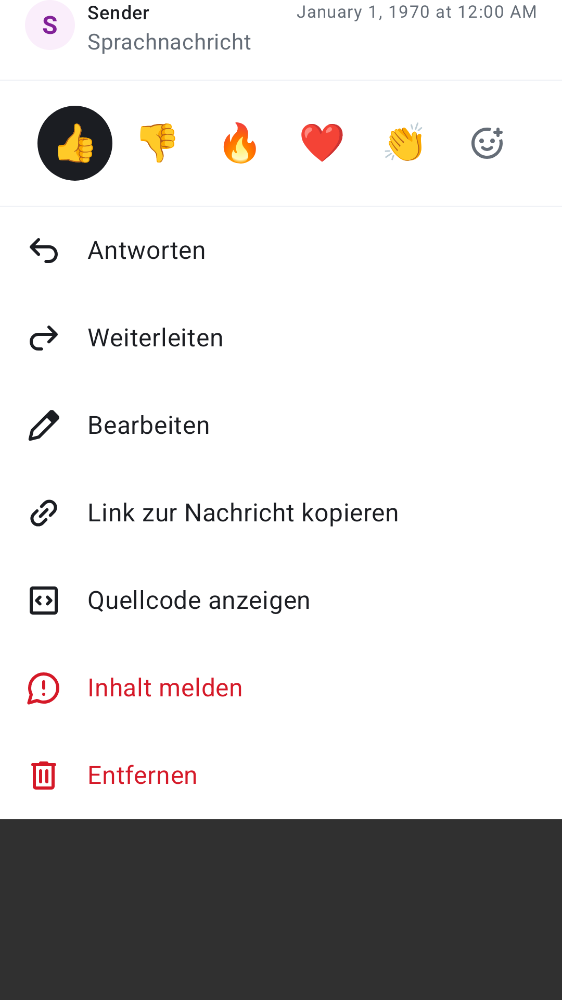 S
Sender
January 1, 1970 at 12:00 AM
Sprachnachricht
Antworten
Weiterleiten
Bearbeiten
Link zur Nachricht kopieren
Quellcode anzeigen
Inhalt melden
Entfernen